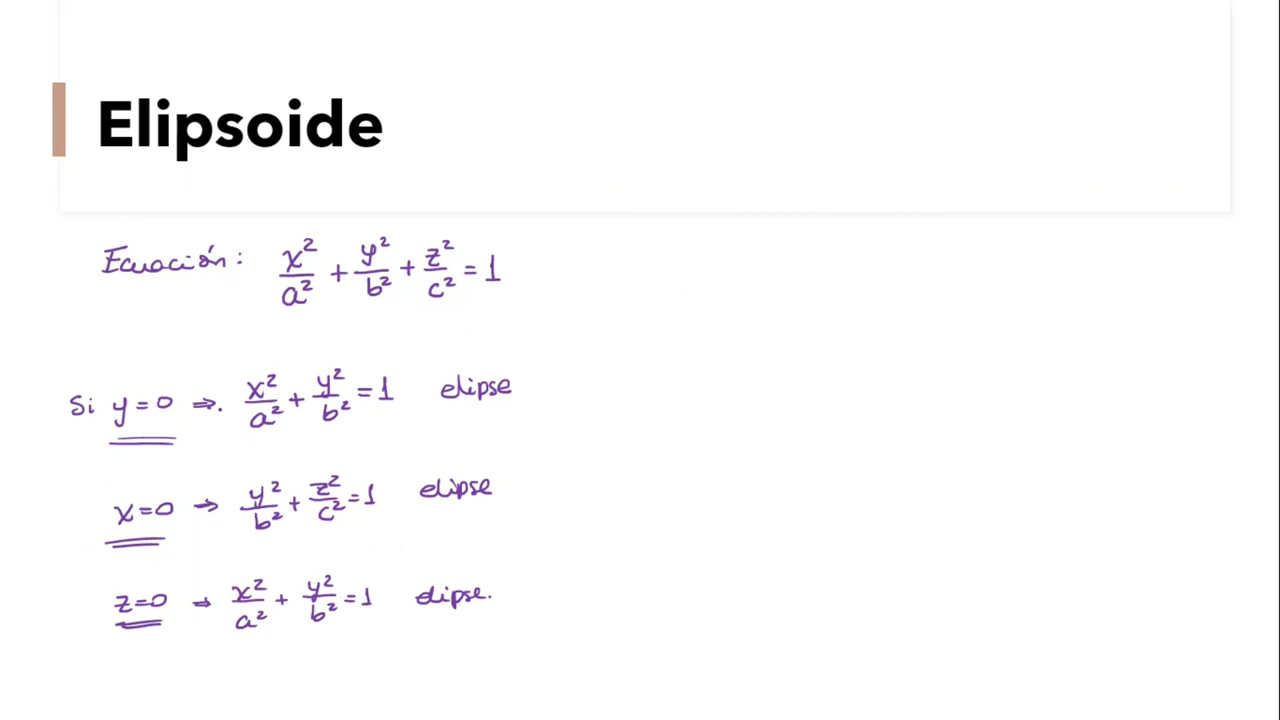 Elipsoide
Ecuación: x²/a² + y²/b² + z²/c² = 1
Si y=0 ⇒. x²/a² + y²/b² = 1 elipse
x=0 → y²/b² + z²/c² = 1 elipse
z=0 ⇒ x²/a² + y²/b² = 1 elipse.